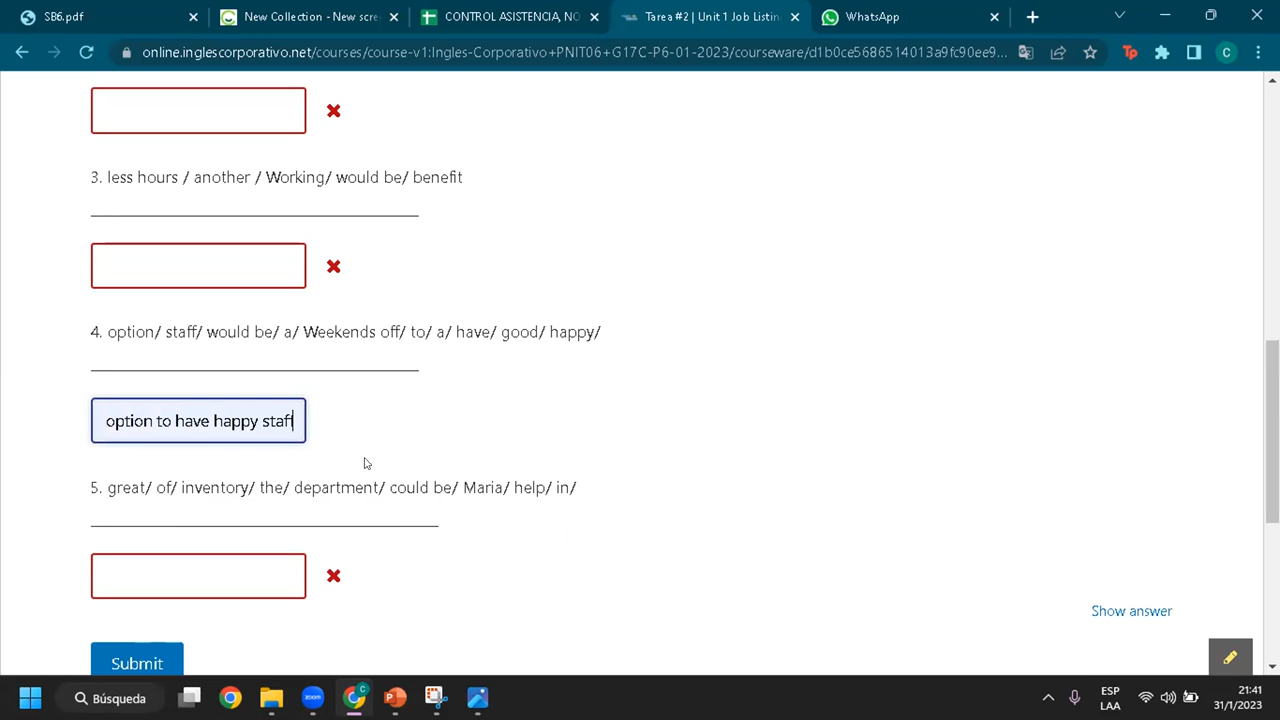 SB6.pdf
New Collection - New scre
CONTROL ASISTENCIA, NO
Tarea #2 | Unit 1 Job Listin
WhatsApp
online.inglescorporativo.net/courses/course-v1:Ingles-Corporativo+PNIT06+G17C-P6-01-2023/courseware/d1b0ce5686514013a9fc90ee9...
Tp
C
3. less hours / another / Working/ would be/ benefit
4. option/ staff/ would be/ a/ Weekends off/ to/ a/ have/ good/ happy/
option to have happy staff
5. great/ of/ inventory/ the/ department/ could be/ Maria/ help/ in/
Show answer
Submit
Búsqueda
zoom
C
ESP
LAA
21:41
31/1/2023